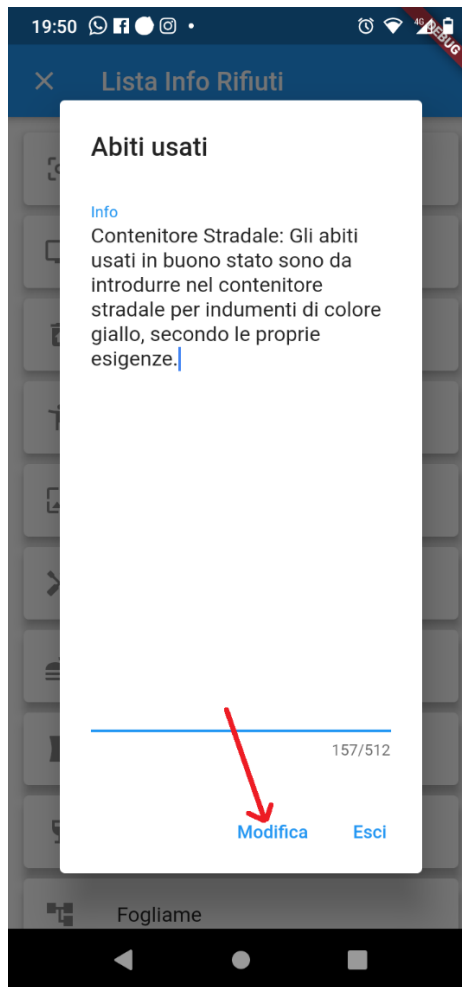 19:50
4G
DEBUG
Lista Info Rifiuti
Abiti usati
Info
Contenitore Stradale: Gli abiti
usati in buono stato sono da
introdurre nel contenitore
stradale per indumenti di colore
giallo, secondo le proprie
esigenze.
157/512
Modifica Esci
Fogliame